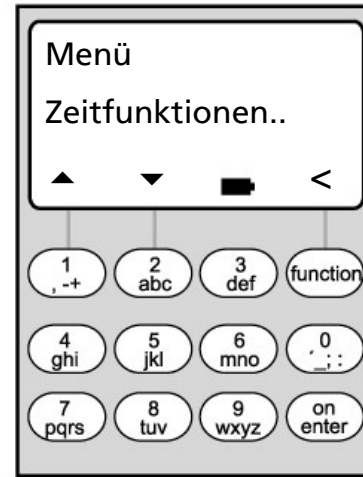 Menü
Zeitfunktionen..
<
1 2 3 function
, -+ abc def
4 5 6 0
ghi jkl mno ´_; :
7 8 9 on
pqrs tuv wxyz enter